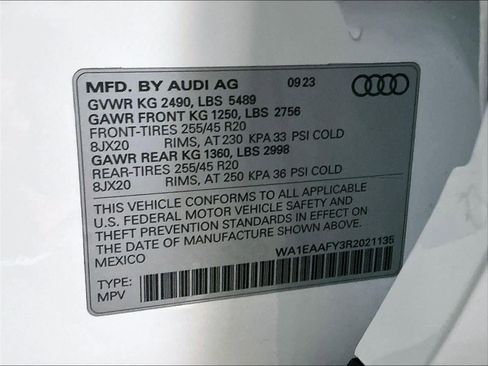 MFD. BY AUDI AG 09 23
GVWR KG 2490, LBS 5489
GAWR FRONT KG 1250, LBS 2756
FRONT-TIRES 255/45 R20
8JX20 RIMS, AT 230 KPA 33 PSI COLD
GAWR REAR KG 1360, LBS 2998
REAR-TIRES 255/45 R20
8JX20 RIMS, AT 250 KPA 36 PSI COLD
THIS VEHICLE CONFORMS TO ALL APPLICABLE
U.S. FEDERAL MOTOR VEHICLE SAFETY AND
THEFT PREVENTION STANDARDS IN EFFECT ON
THE DATE OF MANUFACTURE SHOWN ABOVE.
MEXICO WA1EAAFY3R2021135
TYPE:
MPV